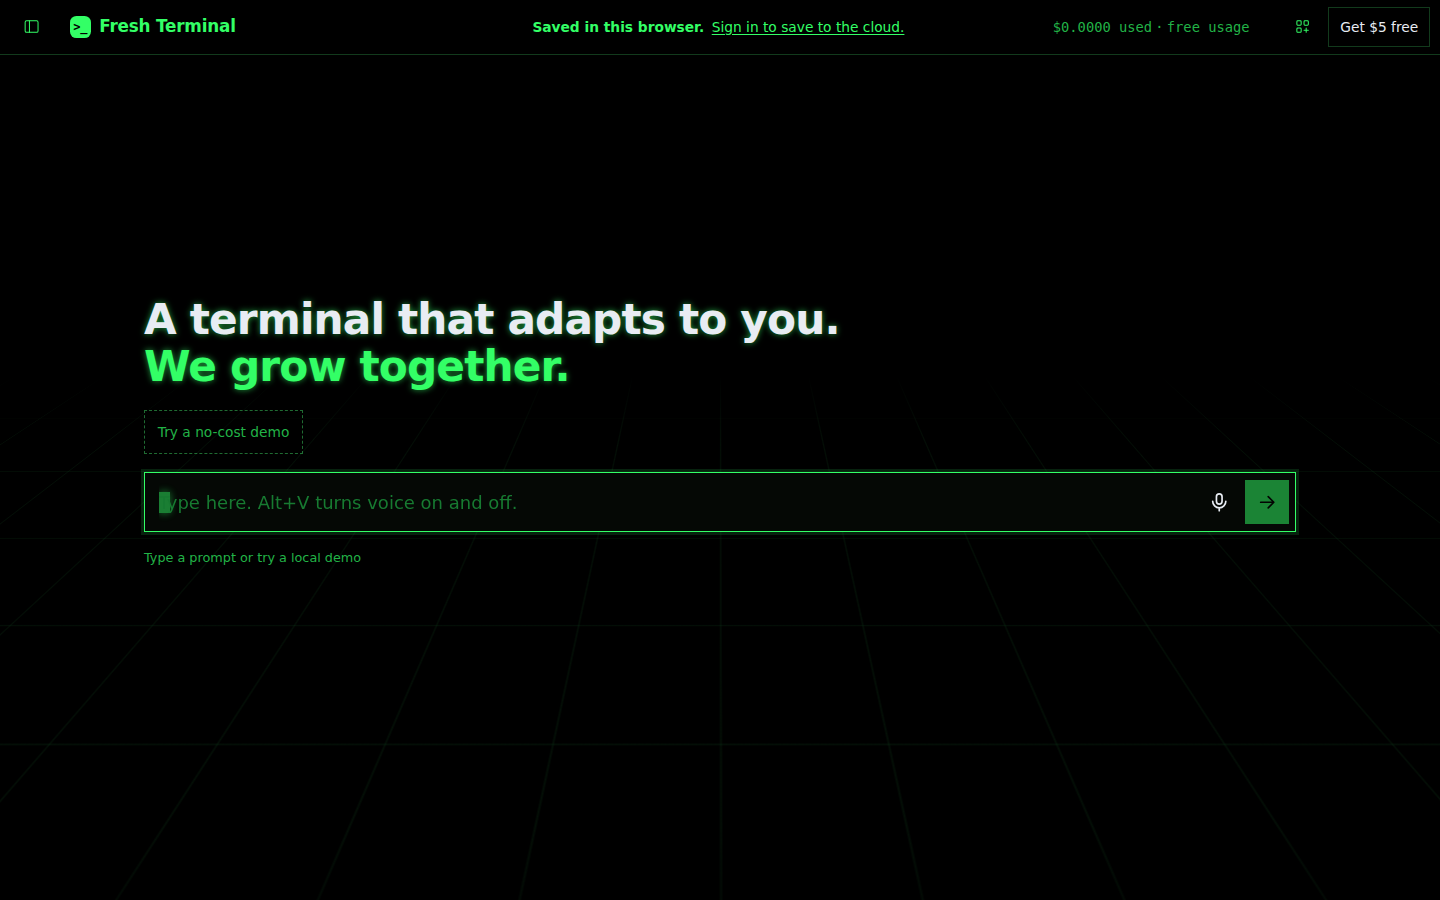 >_ Fresh Terminal
Saved in this browser. Sign in to save to the cloud.
$0.0000 used · free usage
Get $5 free
A terminal that adapts to you.
We grow together.
Try a no-cost demo
Type here. Alt+V turns voice on and off.
Type a prompt or try a local demo